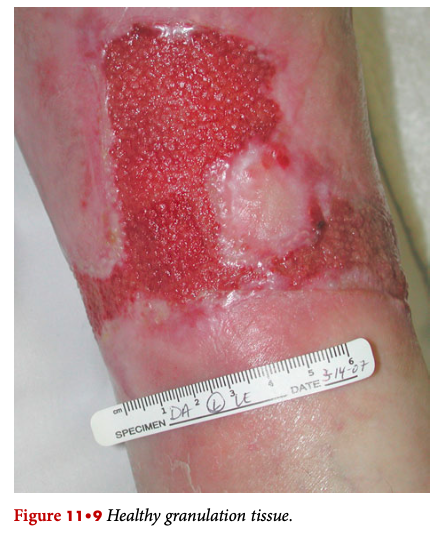 cm 1 2 3 4 5 6
SPECIMEN DA Ⓛ LE DATE 3-14-07
Figure 11•9 Healthy granulation tissue.